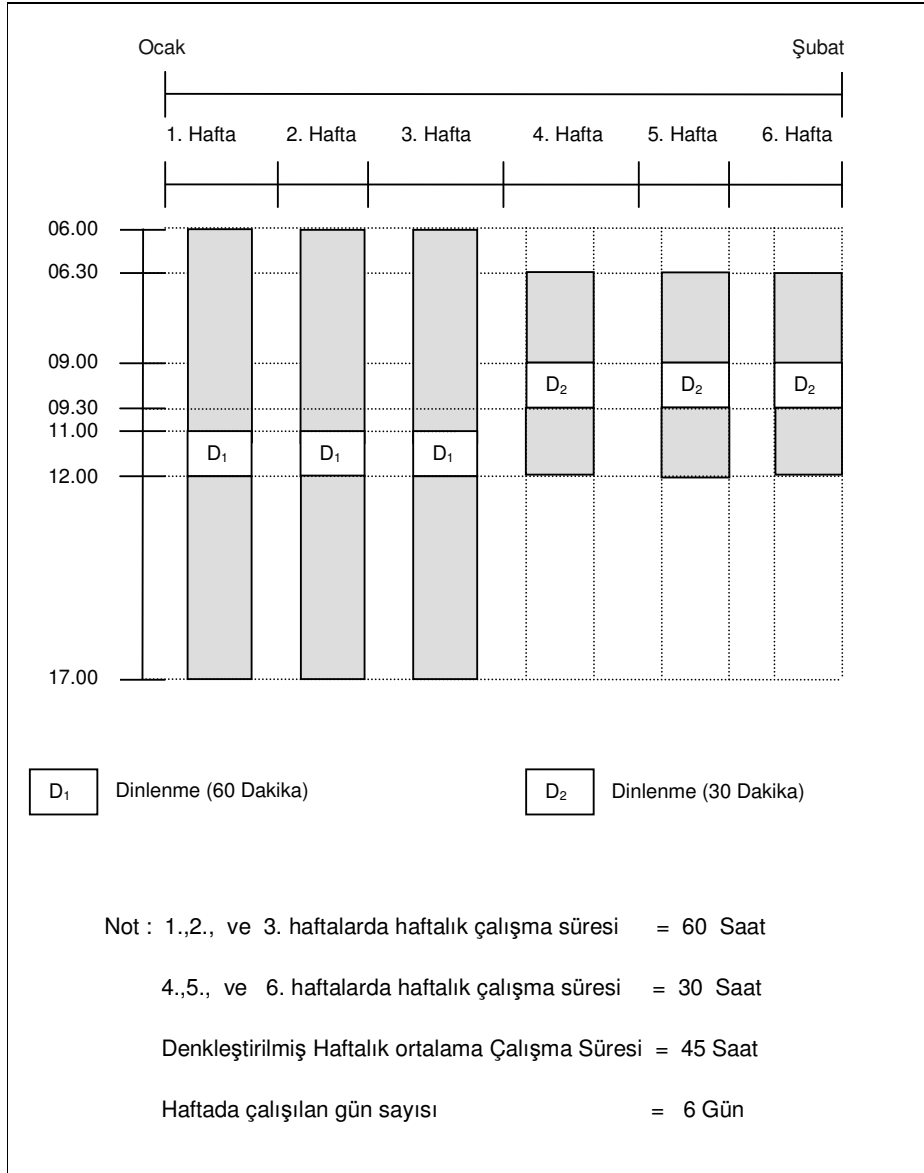 Ocak Şubat
1. Hafta 2. Hafta 3. Hafta 4. Hafta 5. Hafta 6. Hafta
06.00
06.30
09.00
D₂ D₂ D₂
09.30
11.00
D₁ D₁ D₁
12.00
17.00
D₁ Dinlenme (60 Dakika) D₂ Dinlenme (30 Dakika)
Not : 1.,2., ve 3. haftalarda haftalık çalışma süresi = 60 Saat
4.,5., ve 6. haftalarda haftalık çalışma süresi = 30 Saat
Denkleştirilmiş Haftalık ortalama Çalışma Süresi = 45 Saat
Haftada çalışılan gün sayısı = 6 Gün